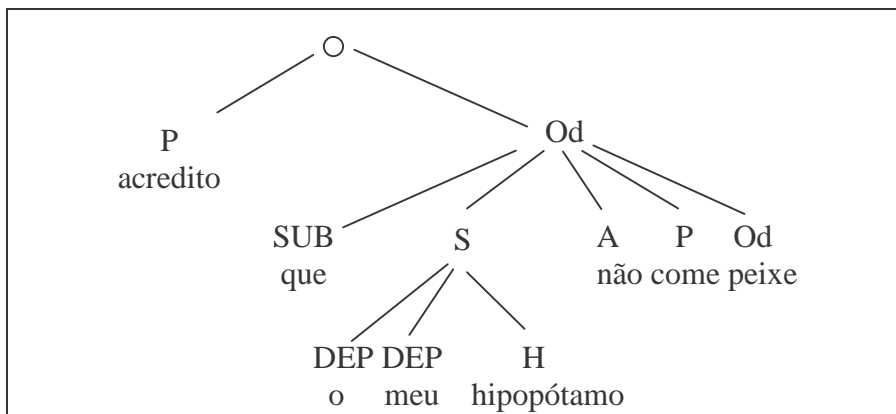 P Od
acredito
SUB S A P Od
que não come peixe
DEP DEP H
o meu hipopótamo